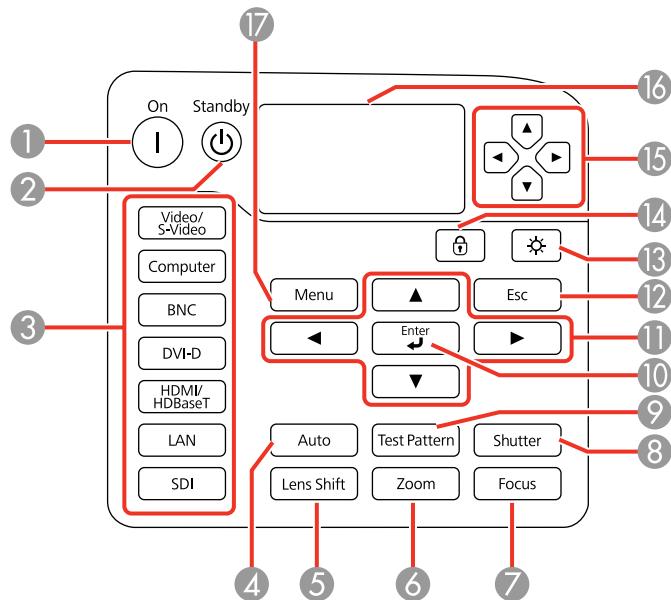 17
16
On Standby
1
15
2
14
13
Video/
S-Video
Computer
Menu
Esc
12
BNC
3
11
Enter
DVI-D
10
HDMI/
HDBaseT
9
LAN
Auto
Test Pattern
Shutter
8
SDI
Lens Shift
Zoom
Focus
4
5
6
7